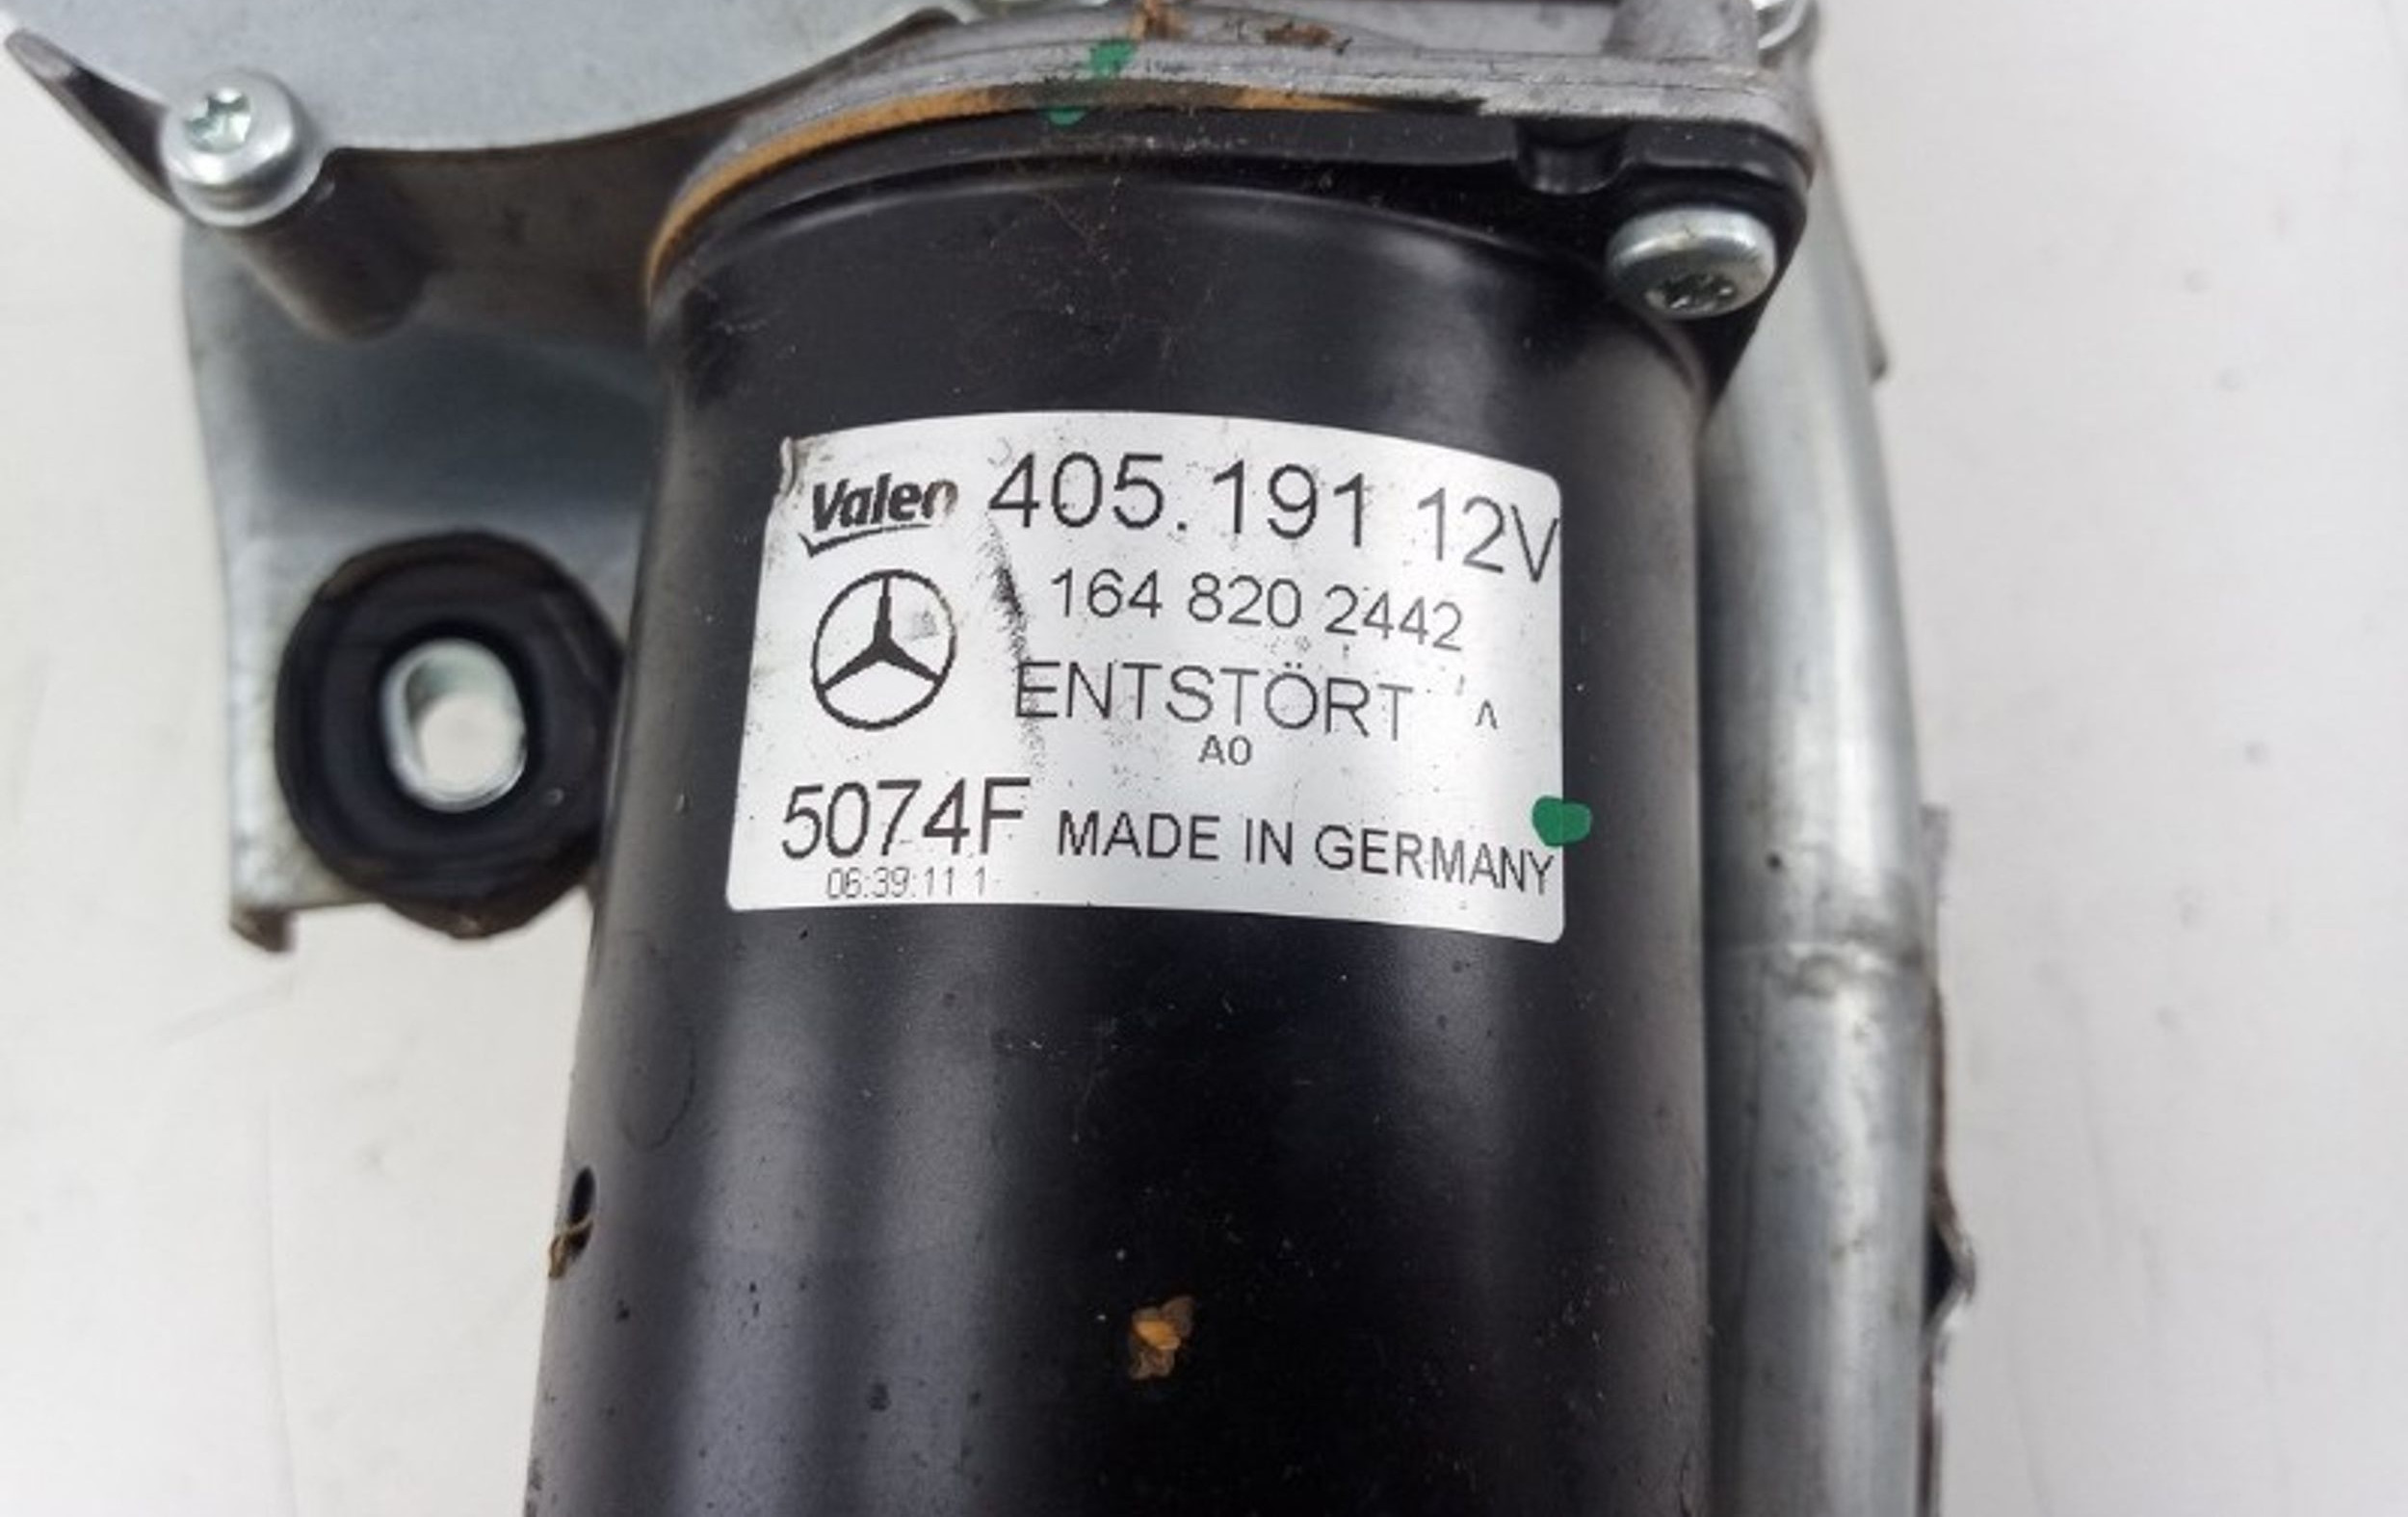 Valeo 405.191 12V
164 820 2442
ENTSTÖRT ^
A0
5074F MADE IN GERMANY
06:39:11 1